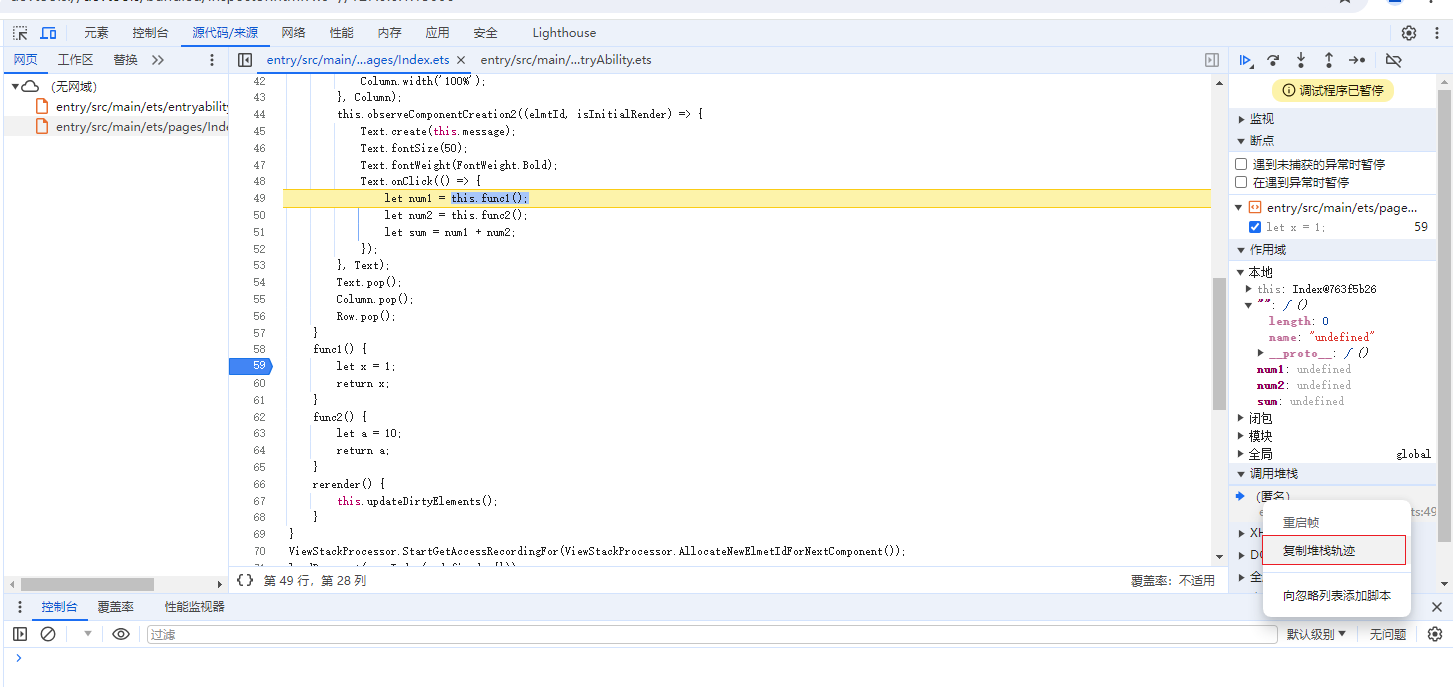 元素 控制台 源代码/来源 网络 性能 内存 应用 安全 Lighthouse
网页 工作区 替换
entry/src/main/...ages/Index.ets × entry/src/main/...tryAbility.ets
(无网域)
entry/src/main/ets/entryability
entry/src/main/ets/pages/Ind
42 Column.width('100%');
43 }, Column);
44 this.observeComponentCreation2((elmtId, isInitialRender) => {
45 Text.create(this.message);
46 Text.fontSize(50);
47 Text.fontWeight(FontWeight.Bold);
48 Text.onClick(() => {
49 let num1 = this.func1();
50 let num2 = this.func2();
51 let sum = num1 + num2;
52 });
53 }, Text);
54 Text.pop();
55 Column.pop();
56 Row.pop();
57 }
58 func1() {
59 let x = 1;
60 return x;
61 }
62 func2() {
63 let a = 10;
64 return a;
65 }
66 rerender() {
67 this.updateDirtyElements();
68 }
69 }
70 ViewStackProcessor.StartGetAccessRecordingFor(ViewStackProcessor.AllocateNewElmetIdForNextComponent());
{} 第 49 行，第 28 列
覆盖率：不适用
调试程序已暂停
监视
断点
遇到未捕获的异常时暂停
在遇到异常时暂停
entry/src/main/ets/page...
let x = 1; 59
作用域
本地
this: Index@763f5b26
"": ƒ ()
length: 0
name: "undefined"
__proto__: ƒ ()
num1: undefined
num2: undefined
sum: undefined
闭包
模块
全局 global
调用堆栈
(匿名)
ts:49
重启帧
复制堆栈轨迹
向忽略列表添加脚本
控制台 覆盖率 性能监视器
过滤
默认级别 无问题